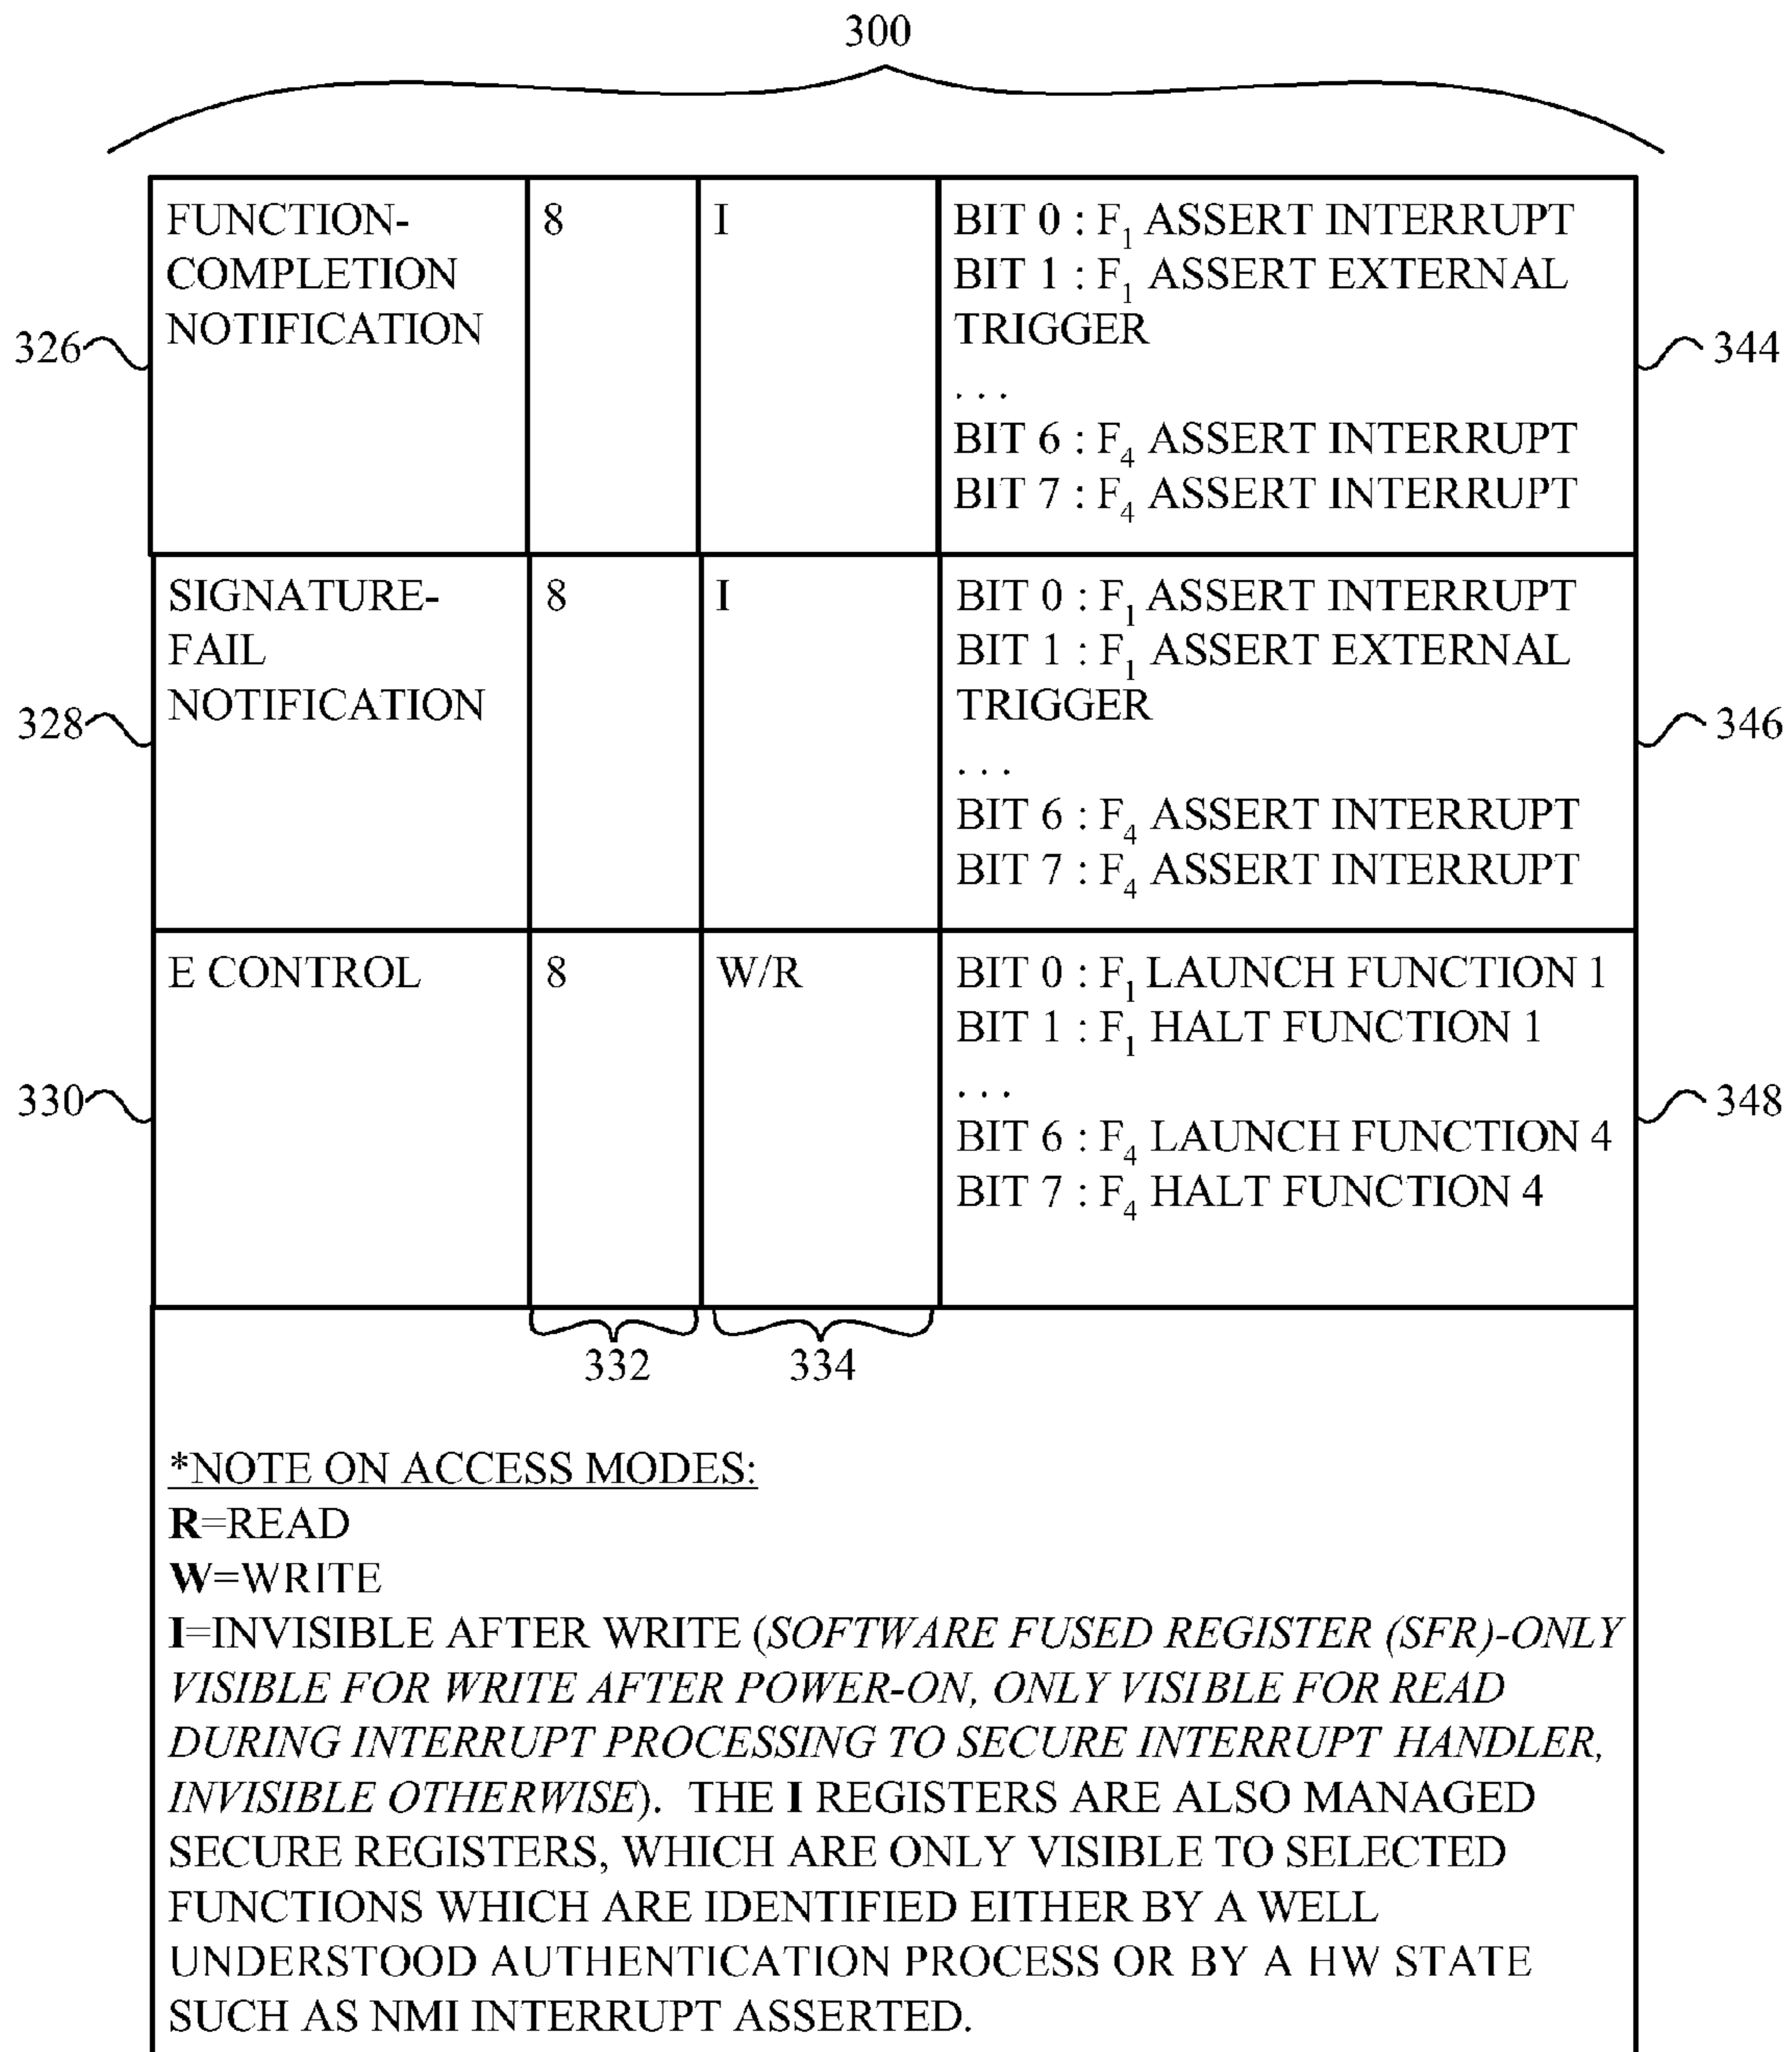 300
FUNCTION- 8 I BIT 0 : F1 ASSERT INTERRUPT
COMPLETION BIT 1 : F1 ASSERT EXTERNAL
NOTIFICATION TRIGGER
326 344
. . .
BIT 6 : F4 ASSERT INTERRUPT
BIT 7 : F4 ASSERT INTERRUPT
SIGNATURE- 8 I BIT 0 : F1 ASSERT INTERRUPT
FAIL BIT 1 : F1 ASSERT EXTERNAL
NOTIFICATION TRIGGER
328 346
. . .
BIT 6 : F4 ASSERT INTERRUPT
BIT 7 : F4 ASSERT INTERRUPT
E CONTROL 8 W/R BIT 0 : F1 LAUNCH FUNCTION 1
BIT 1 : F1 HALT FUNCTION 1
. . .
330 348
BIT 6 : F4 LAUNCH FUNCTION 4
BIT 7 : F4 HALT FUNCTION 4
332 334
*NOTE ON ACCESS MODES:
R=READ
W=WRITE
I=INVISIBLE AFTER WRITE (SOFTWARE FUSED REGISTER (SFR)-ONLY
VISIBLE FOR WRITE AFTER POWER-ON, ONLY VISIBLE FOR READ
DURING INTERRUPT PROCESSING TO SECURE INTERRUPT HANDLER,
INVISIBLE OTHERWISE). THE I REGISTERS ARE ALSO MANAGED
SECURE REGISTERS, WHICH ARE ONLY VISIBLE TO SELECTED
FUNCTIONS WHICH ARE IDENTIFIED EITHER BY A WELL
UNDERSTOOD AUTHENTICATION PROCESS OR BY A HW STATE
SUCH AS NMI INTERRUPT ASSERTED.